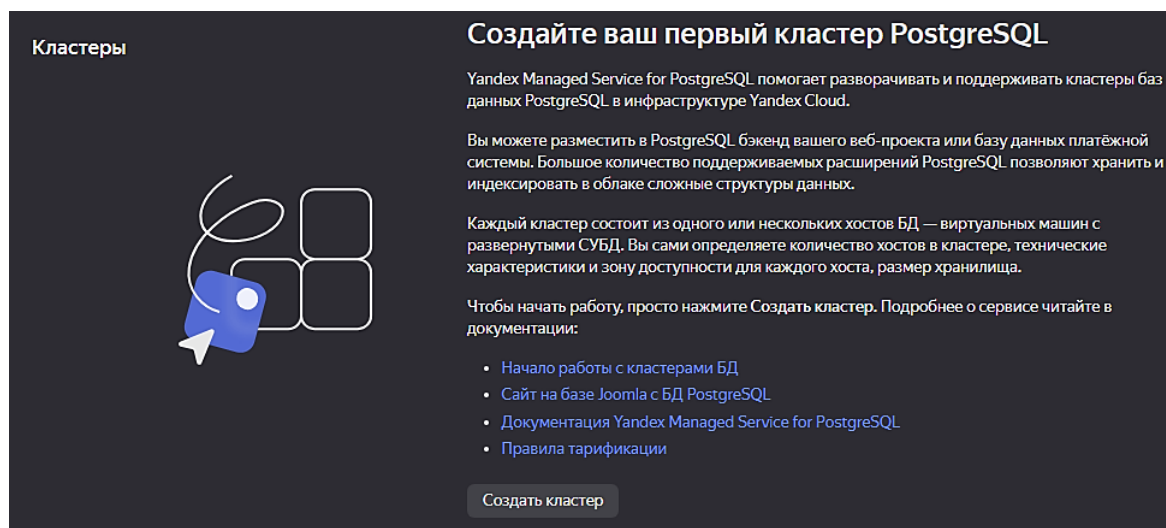 Кластеры
Создайте ваш первый кластер PostgreSQL
Yandex Managed Service for PostgreSQL помогает разворачивать и поддерживать кластеры баз
данных PostgreSQL в инфраструктуре Yandex Cloud.
Вы можете разместить в PostgreSQL бэкенд вашего веб-проекта или базу данных платёжной
системы. Большое количество поддерживаемых расширений PostgreSQL позволяют хранить и
индексировать в облаке сложные структуры данных.
Каждый кластер состоит из одного или нескольких хостов БД — виртуальных машин с
развернутыми СУБД. Вы сами определяете количество хостов в кластере, технические
характеристики и зону доступности для каждого хоста, размер хранилища.
Чтобы начать работу, просто нажмите Создать кластер. Подробнее о сервисе читайте в
документации:
• Начало работы с кластерами БД
• Сайт на базе Joomla с БД PostgreSQL
• Документация Yandex Managed Service for PostgreSQL
• Правила тарификации
Создать кластер